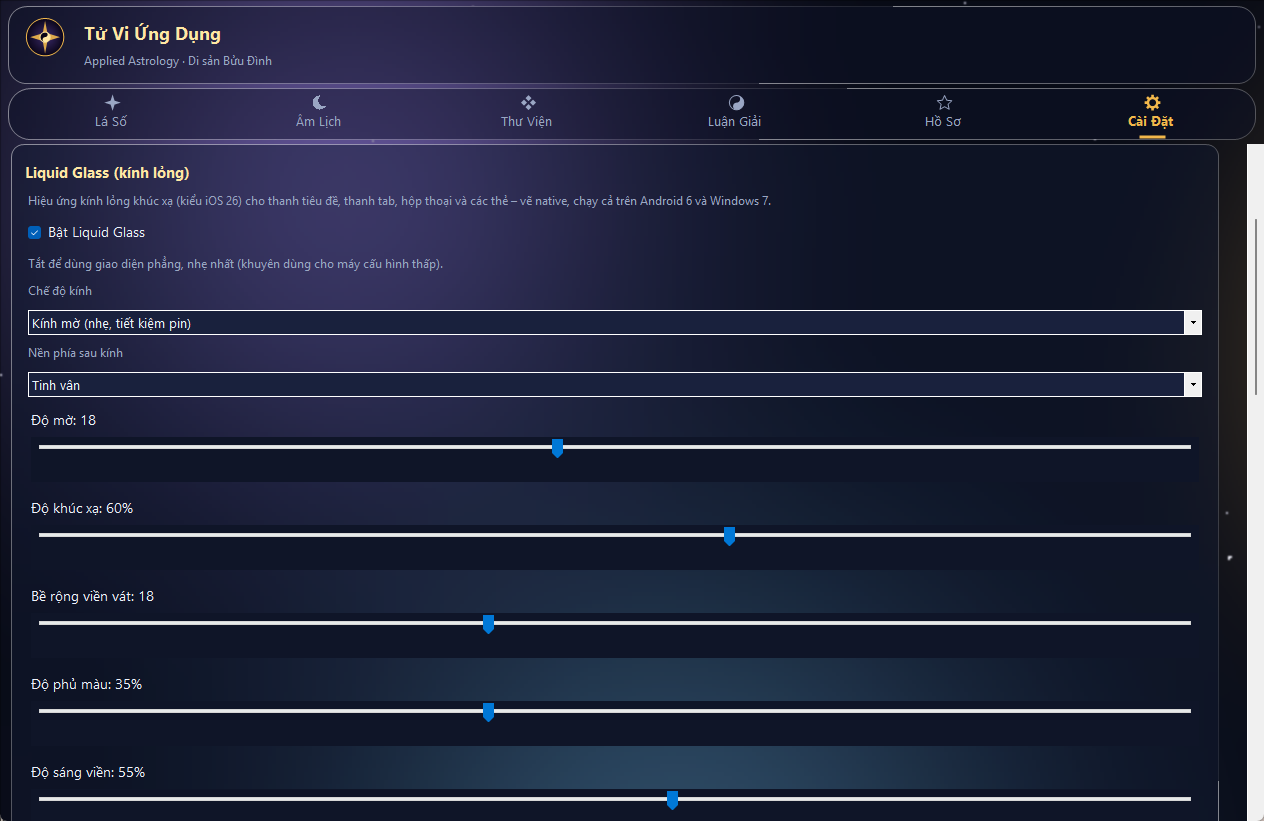 Tử Vi Ứng Dụng
Applied Astrology · Di sản Bửu Đình
Lá Số
Âm Lịch
Thư Viện
Luận Giải
Hồ Sơ
Cài Đặt
Liquid Glass (kính lỏng)
Hiệu ứng kính lỏng khúc xạ (kiểu iOS 26) cho thanh tiêu đề, thanh tab, hộp thoại và các thẻ – vẽ native, chạy cả trên Android 6 và Windows 7.
Bật Liquid Glass
Tắt để dùng giao diện phẳng, nhẹ nhất (khuyên dùng cho máy cấu hình thấp).
Chế độ kính
Kính mờ (nhẹ, tiết kiệm pin)
Nền phía sau kính
Tinh vân
Độ mờ: 18
Độ khúc xạ: 60%
Bề rộng viền vát: 18
Độ phủ màu: 35%
Độ sáng viền: 55%